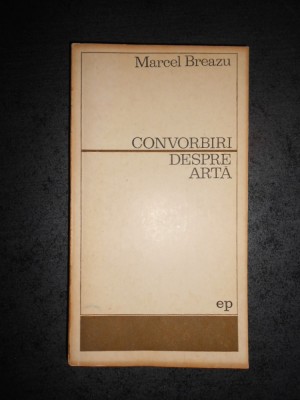 Marcel Breazu
CONVORBIRI
DESPRE
ARTĂ
ep